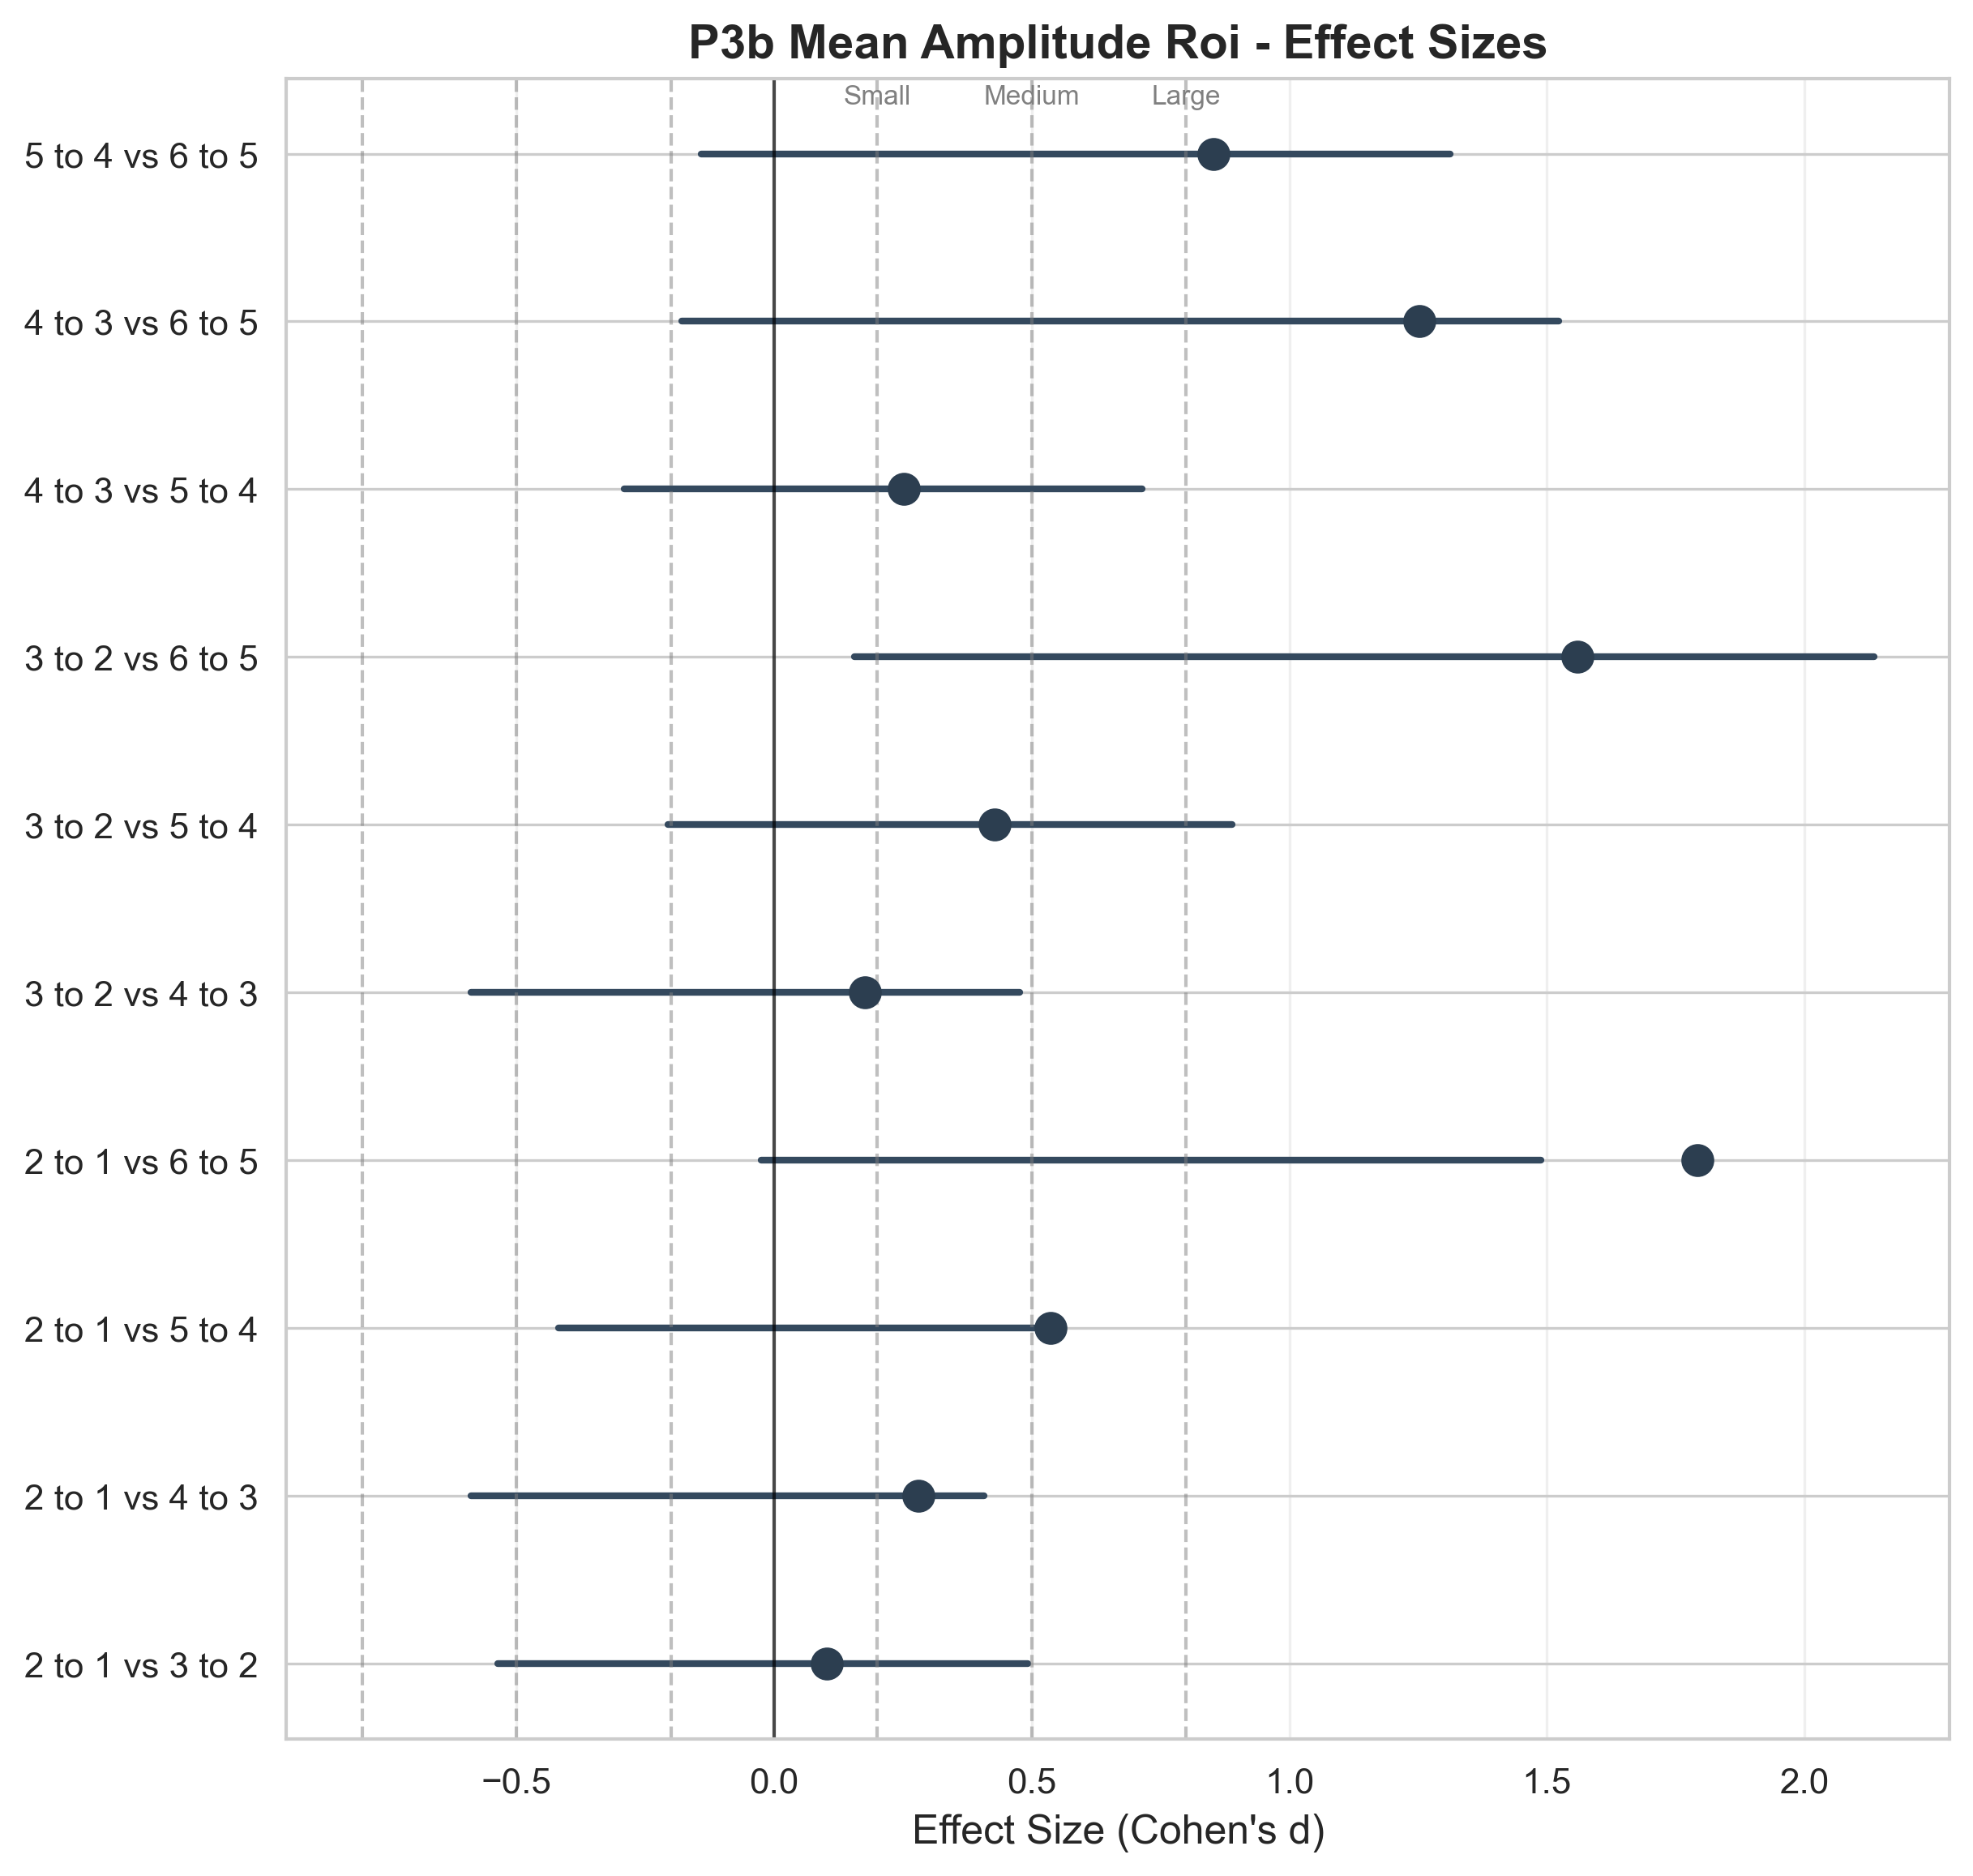 P3b Mean Amplitude Roi - Effect Sizes
Small Medium Large
5 to 4 vs 6 to 5
4 to 3 vs 6 to 5
4 to 3 vs 5 to 4
3 to 2 vs 6 to 5
3 to 2 vs 5 to 4
3 to 2 vs 4 to 3
2 to 1 vs 6 to 5
2 to 1 vs 5 to 4
2 to 1 vs 4 to 3
2 to 1 vs 3 to 2
−0.5 0.0 0.5 1.0 1.5 2.0
Effect Size (Cohen's d)